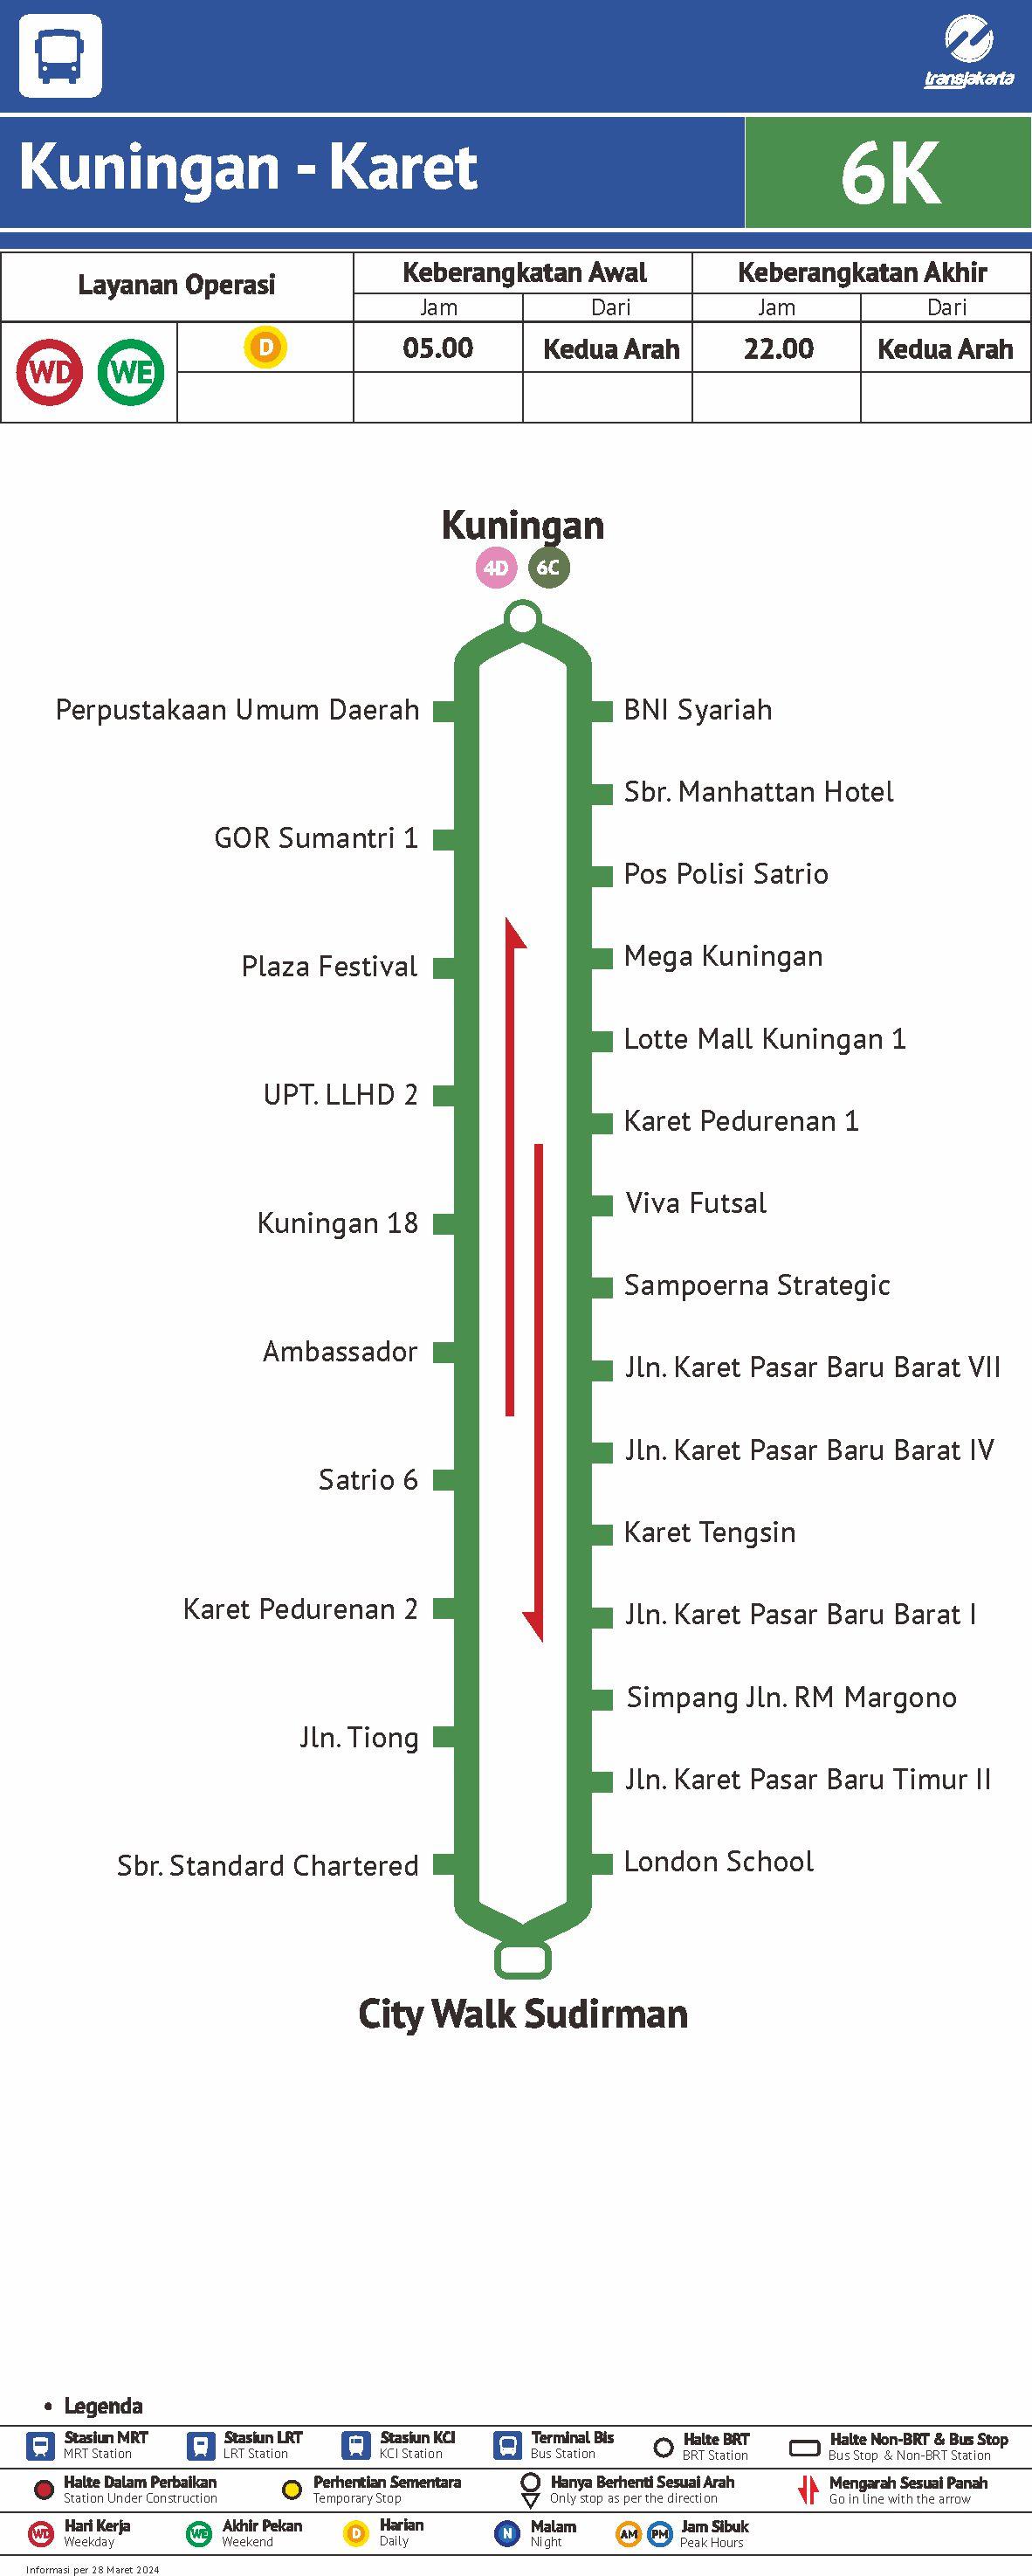 transjakarta
Kuningan - Karet
6K
Layanan Operasi
Keberangkatan Awal
Keberangkatan Akhir
Jam
Dari
Jam
Dari
WD
WE
D
05.00
Kedua Arah
22.00
Kedua Arah
Kuningan
4D
6C
Perpustakaan Umum Daerah
GOR Sumantri 1
Plaza Festival
UPT. LLHD 2
Kuningan 18
Ambassador
Satrio 6
Karet Pedurenan 2
Jln. Tiong
Sbr. Standard Chartered
BNI Syariah
Sbr. Manhattan Hotel
Pos Polisi Satrio
Mega Kuningan
Lotte Mall Kuningan 1
Karet Pedurenan 1
Viva Futsal
Sampoerna Strategic
Jln. Karet Pasar Baru Barat VII
Jln. Karet Pasar Baru Barat IV
Karet Tengsin
Jln. Karet Pasar Baru Barat I
Simpang Jln. RM Margono
Jln. Karet Pasar Baru Timur II
London School
City Walk Sudirman
• Legenda
Stasiun MRT
MRT Station
Stasiun LRT
LRT Station
Stasiun KCI
KCI Station
Terminal Bis
Bus Station
Halte BRT
BRT Station
Halte Non-BRT & Bus Stop
Bus Stop & Non-BRT Station
Halte Dalam Perbaikan
Station Under Construction
Perhentian Sementara
Temporary Stop
Hanya Berhenti Sesuai Arah
Only stop as per the direction
Mengarah Sesuai Panah
Go in line with the arrow
WD
Hari Kerja
Weekday
WE
Akhir Pekan
Weekend
D
Harian
Daily
N
Malam
Night
AM
PM
Jam Sibuk
Peak Hours
Informasi per 28 Maret 2024